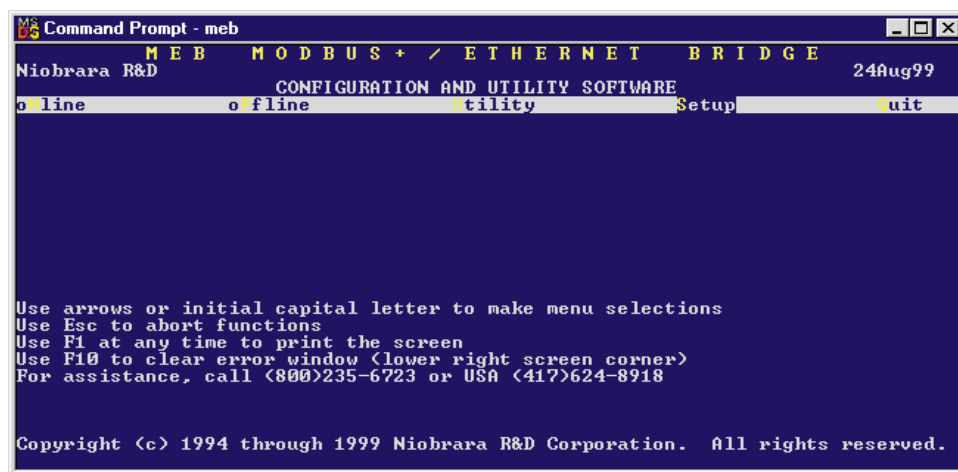 Command Prompt - meb
M E B   M O D B U S + / E T H E R N E T   B R I D G E
Niobrara R&D   24Aug99
CONFIGURATION AND UTILITY SOFTWARE
oNline   oFfline   Utility   Setup   Quit
Use arrows or initial capital letter to make menu selections
Use Esc to abort functions
Use F1 at any time to print the screen
Use F10 to clear error window (lower right screen corner)
For assistance, call (800)235-6723 or USA (417)624-8918
Copyright (c) 1994 through 1999 Niobrara R&D Corporation.  All rights reserved.